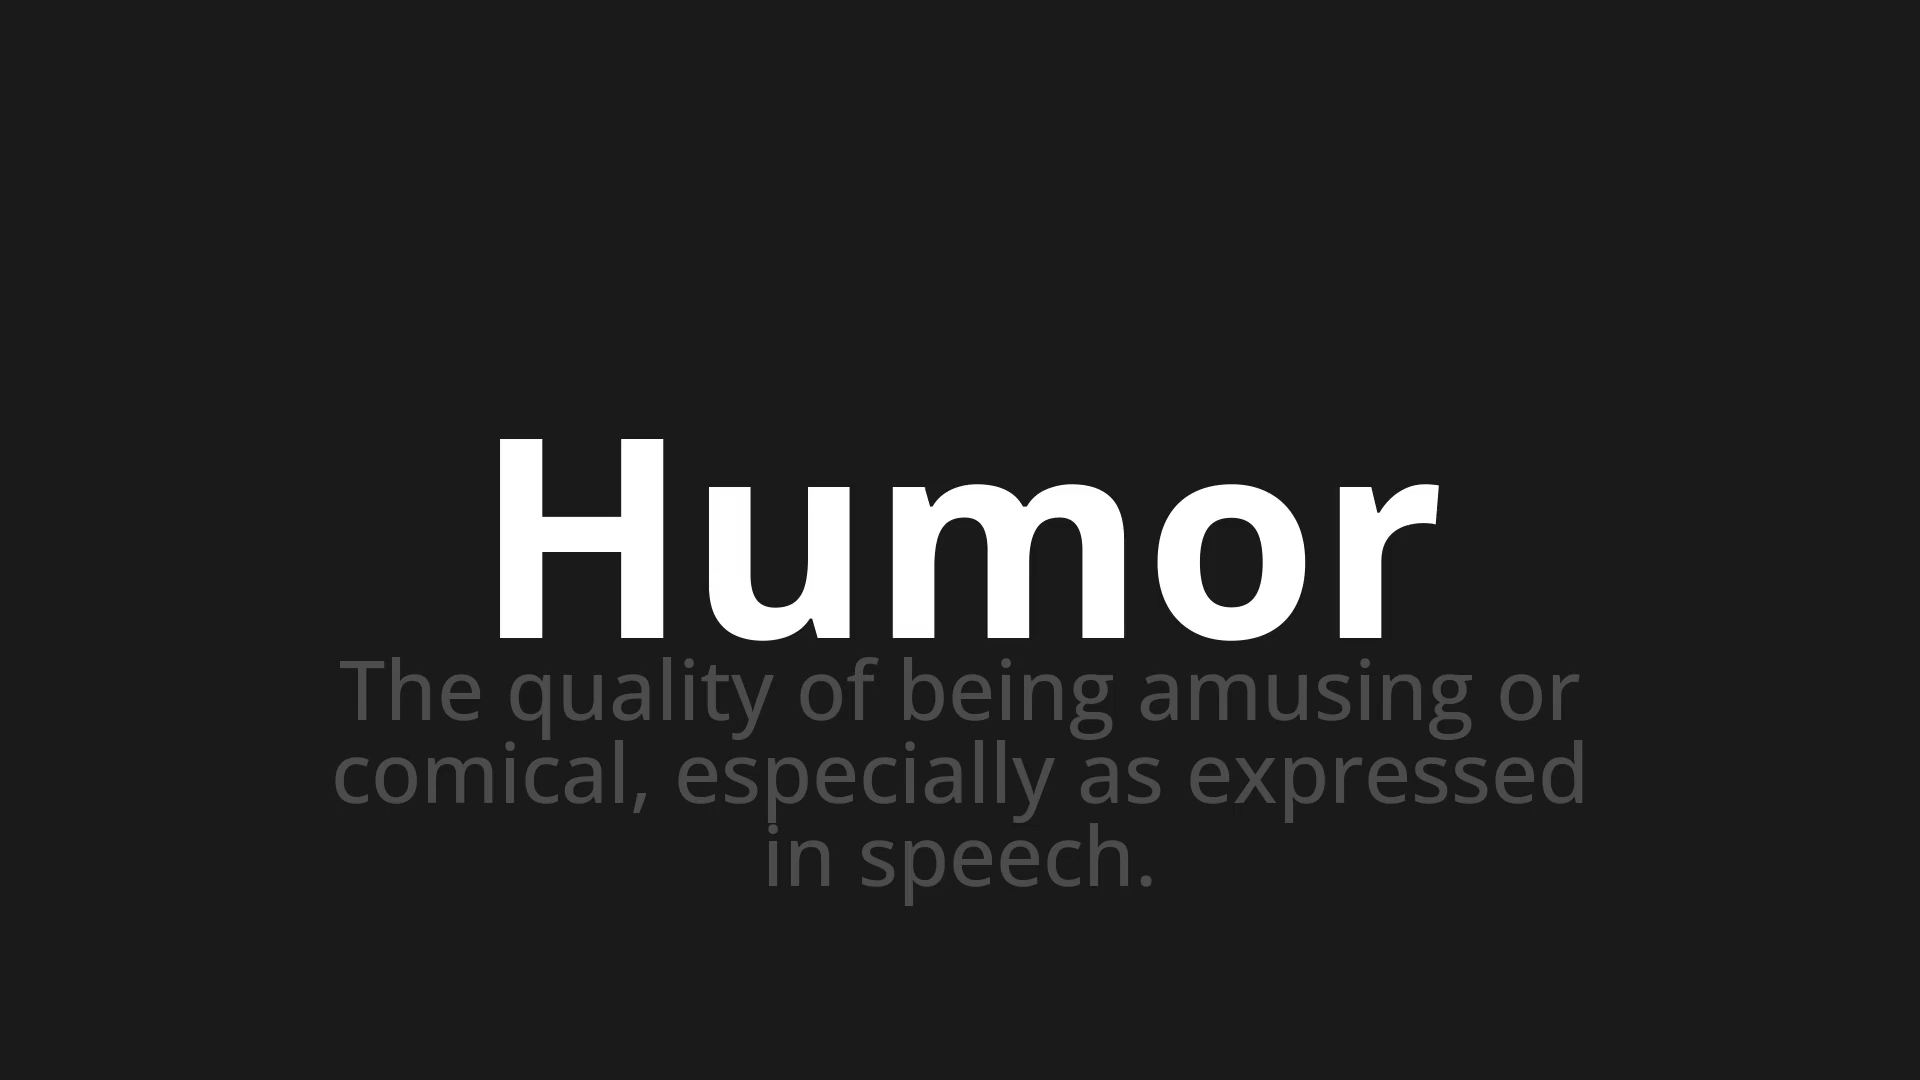 Humor
The quality of being amusing or
comical, especially as expressed
in speech.